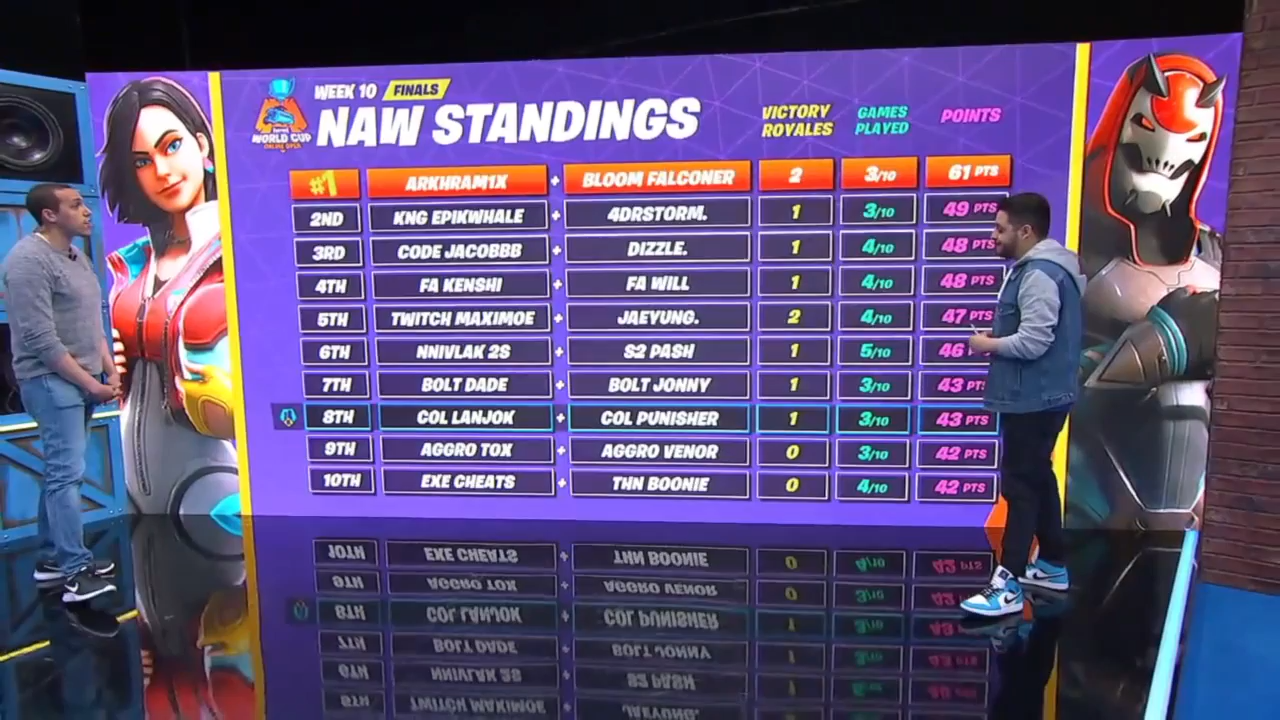 WEEK 10 FINALS
NAW STANDINGS
WORLD CUP
VICTORY ROYALES
GAMES PLAYED
POINTS
#1 ARKHRAM1X + BLOOM FALCONER 2 3/10 61 PTS
2ND KNG EPIKWHALE + 4DRSTORM. 1 3/10 49 PTS
3RD CODE JACOBBB + DIZZLE. 1 4/10 48 PTS
4TH FA KENSHI + FA WILL 1 4/10 48 PTS
5TH TWITCH MAXIMOE + JAEYUNG. 2 4/10 47 PTS
6TH NNIVLAK 2S + S2 PASH 1 5/10 46
7TH BOLT DADE + BOLT JONNY 1 3/10 43 PTS
8TH COL LANJOK + COL PUNISHER 1 3/10 43 PTS
9TH AGGRO TOX + AGGRO VENOR 0 3/10 42 PTS
10TH EXE CHEATS + THN BOONIE 0 4/10 42 PTS